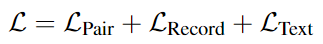 ℒ = ℒ_Pair + ℒ_Record + ℒ_Text